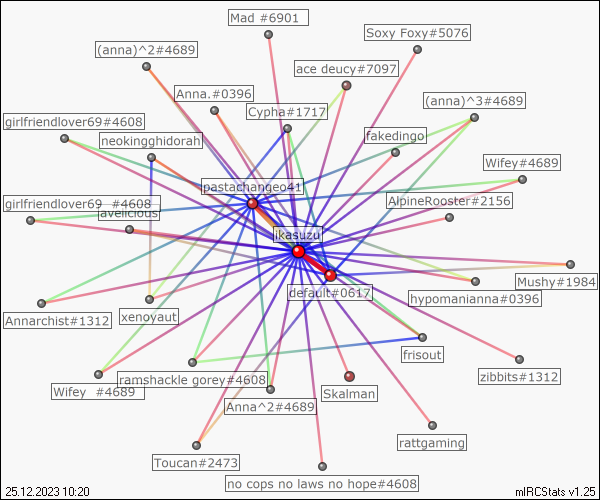 Mad #6901
Soxy Foxy#5076
(anna)^2#4689
ace deucy#7097
Anna.#0396
(anna)^3#4689
Cypha#1717
girlfriendlover69#4608
fakedingo
neokingghidorah
Wifey#4689
pastachangeo41
AlpineRooster#2156
girlfriendlover69 #4608
avelicious
ikasuzu
Mushy#1984
default#0617
hypomanianna#0396
Annarchist#1312
xenoyaut
frisout
zibbits#1312
ramshackle gorey#4608
Wifey #4689
Skalman
Anna^2#4689
rattgaming
Toucan#2473
no cops no laws no hope#4608
25.12.2023 10:20
mIRCStats v1.25